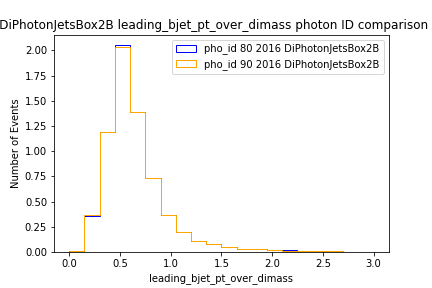 DiPhotonJetsBox2B leading_bjet_pt_over_dimass photon ID comparison
pho_id 80 2016 DiPhotonJetsBox2B
pho_id 90 2016 DiPhotonJetsBox2B
Number of Events
2.00
1.75
1.50
1.25
1.00
0.75
0.50
0.25
0.00
0.0 0.5 1.0 1.5 2.0 2.5 3.0
leading_bjet_pt_over_dimass